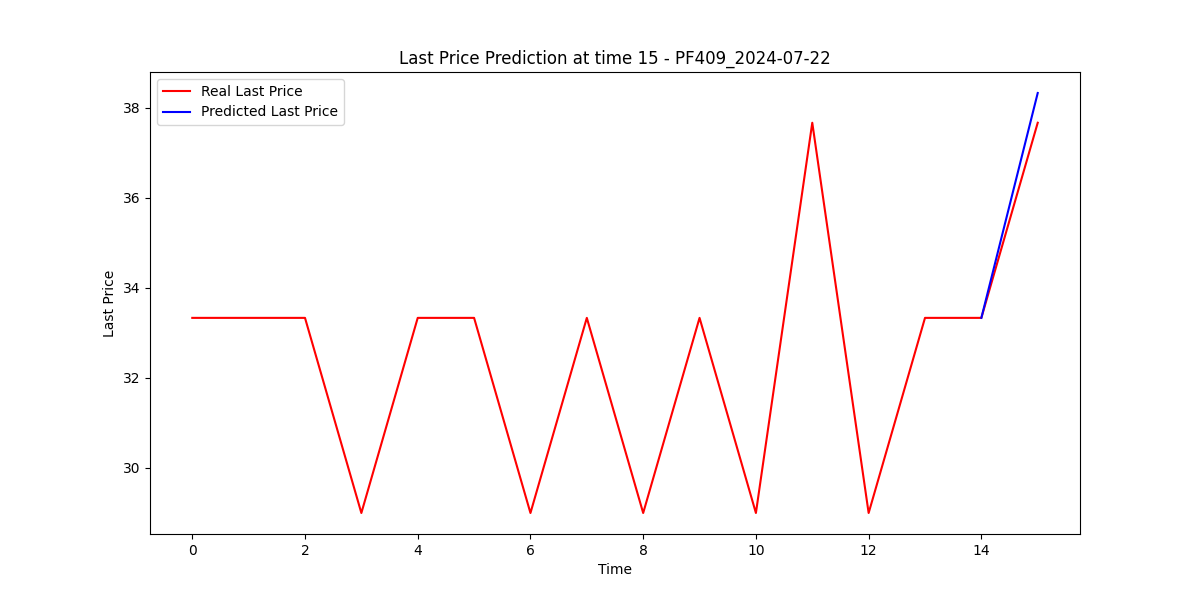 Last Price Prediction at time 15 - PF409_2024-07-22
Real Last Price
Predicted Last Price
38
36
34
32
30
Last Price
0 2 4 6 8 10 12 14
Time